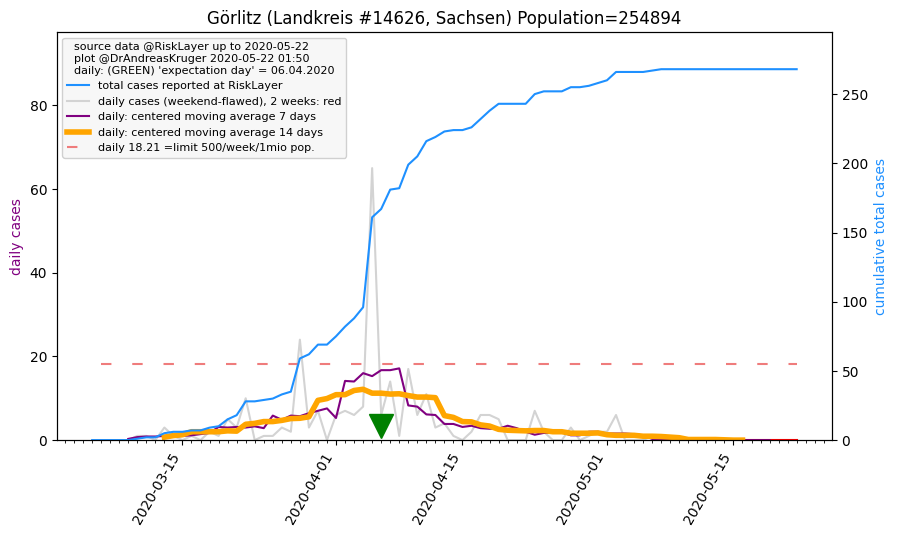 Görlitz (Landkreis #14626, Sachsen) Population=254894
source data @RiskLayer up to 2020-05-22
plot @DrAndreasKruger 2020-05-22 01:50
daily: (GREEN) 'expectation day' = 06.04.2020
total cases reported at RiskLayer
daily cases (weekend-flawed), 2 weeks: red
daily: centered moving average 7 days
daily: centered moving average 14 days
daily 18.21 =limit 500/week/1mio pop.
daily cases
80
60
40
20
0
cumulative total cases
250
200
150
100
50
0
2020-03-15
2020-04-01
2020-04-15
2020-05-01
2020-05-15